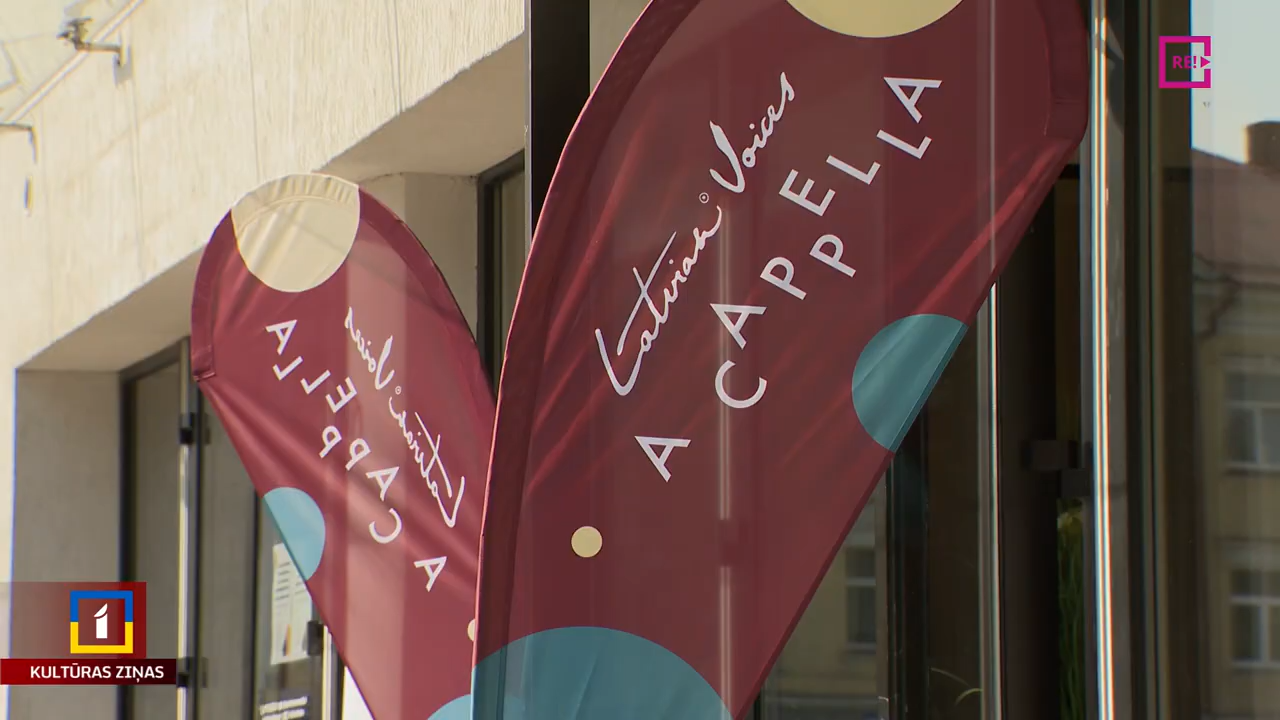 RE!
Latvian Voices
A CAPPELLA
Latvian Voices
A CAPPELLA
1
KULTŪRAS ZIŅAS